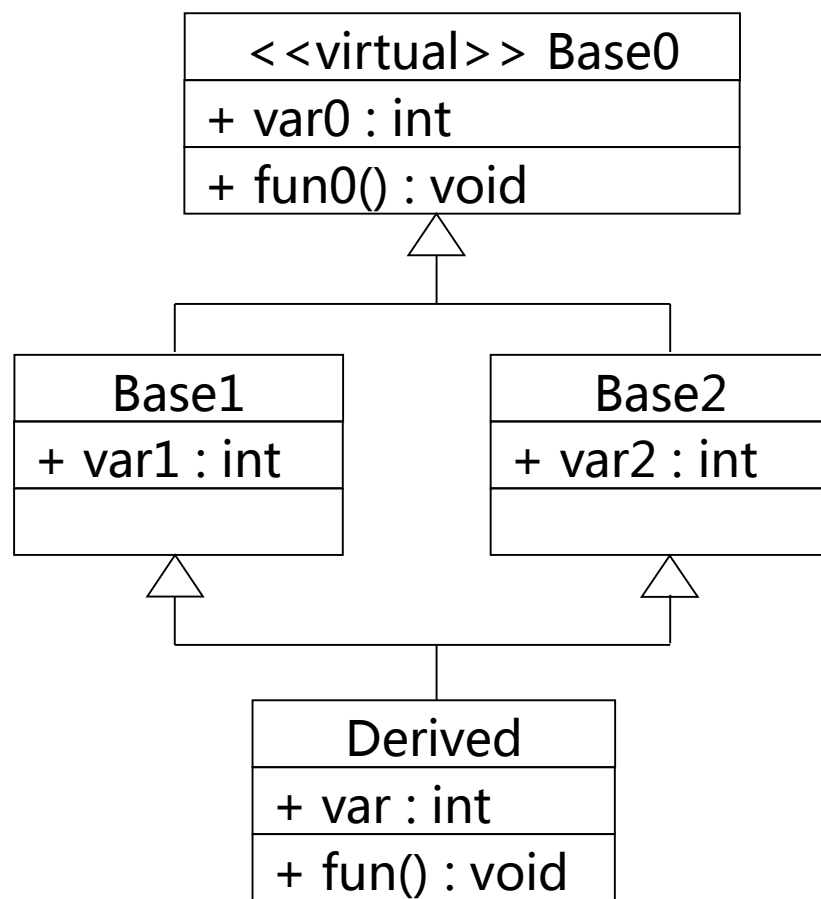 <<virtual>> Base0
+ var0 : int
+ fun0() : void
Base1
+ var1 : int
Base2
+ var2 : int
Derived
+ var : int
+ fun() : void